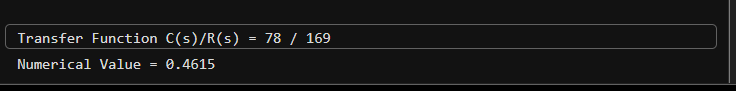 Transfer Function C(s)/R(s) = 78 / 169
Numerical Value = 0.4615